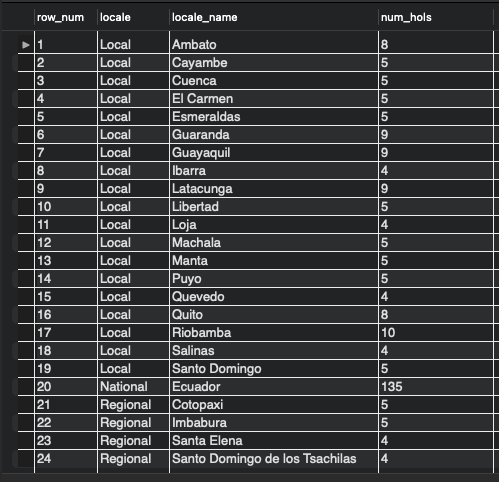 row_num locale locale_name num_hols
1 Local Ambato 8
2 Local Cayambe 5
3 Local Cuenca 5
4 Local El Carmen 5
5 Local Esmeraldas 5
6 Local Guaranda 9
7 Local Guayaquil 9
8 Local Ibarra 4
9 Local Latacunga 9
10 Local Libertad 5
11 Local Loja 4
12 Local Machala 5
13 Local Manta 5
14 Local Puyo 5
15 Local Quevedo 4
16 Local Quito 8
17 Local Riobamba 10
18 Local Salinas 4
19 Local Santo Domingo 5
20 National Ecuador 135
21 Regional Cotopaxi 5
22 Regional Imbabura 5
23 Regional Santa Elena 4
24 Regional Santo Domingo de los Tsachilas 4